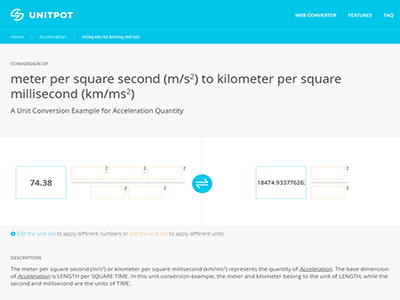 UNITPOT
WEB CONVERTER FEATURES FAQ
Home Acceleration m/sq-sec to km/sq-mil-sec
CONVERSION OF
meter per square second (m/s²) to kilometer per square
millisecond (km/ms²)
A Unit Conversion Example for Acceleration Quantity
2 2 2 2
74.38 18474.93377626
2 2 2
Edit the unit cell to apply different numbers or add the unit cell to apply different units.
DESCRIPTION
The meter per square second (m/s²) or kilometer per square millisecond (km/ms²) represents the quantity of Acceleration. The base dimension
of Acceleration is LENGTH per SQUARE TIME. In this unit conversion example, the meter and kilometer belong to the unit of LENGTH, while the
second and millisecond are the units of TIME.